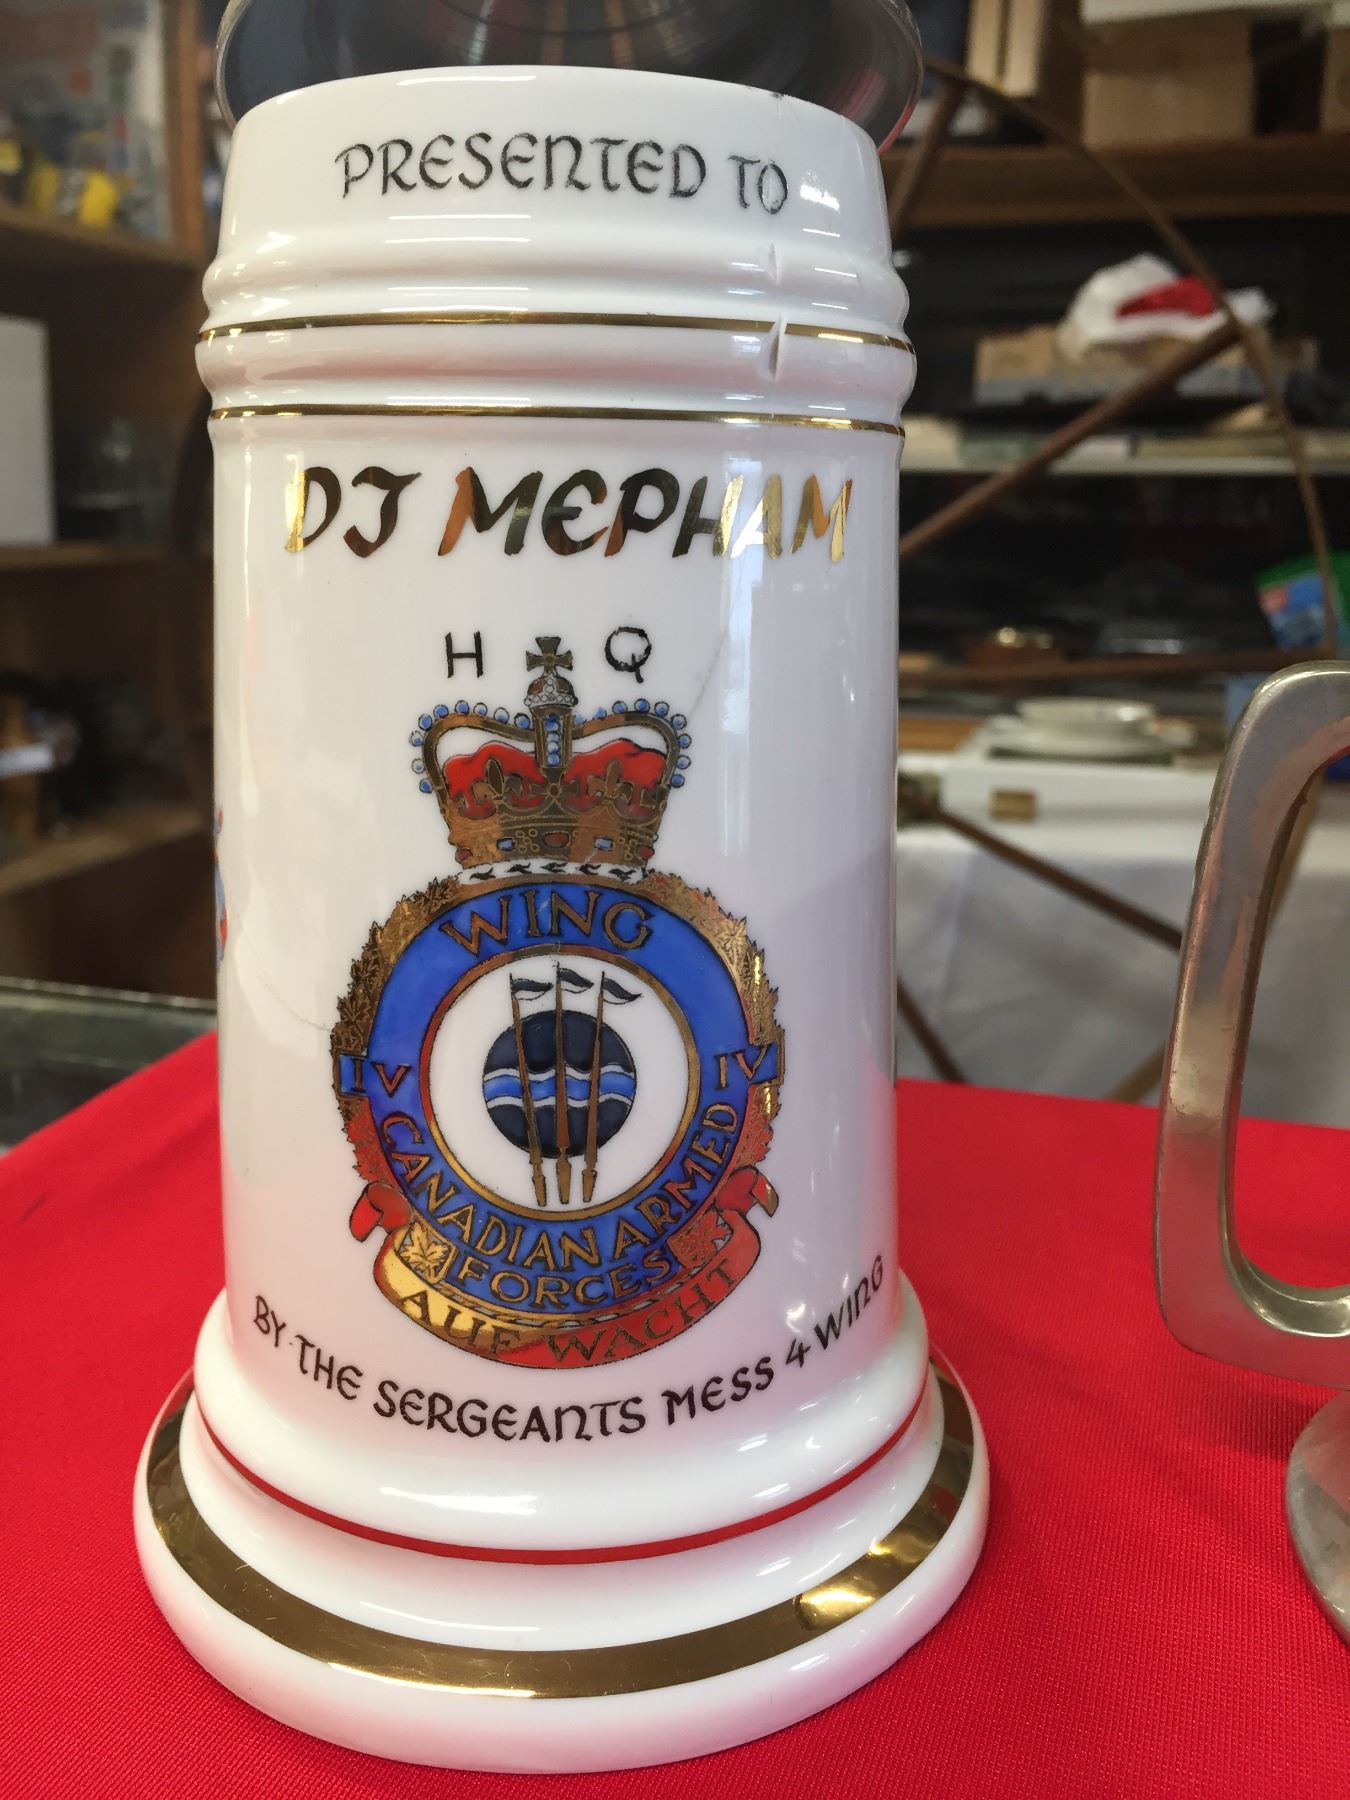 PRESENTED TO
DJ MEPHAM
H Q
WING
IV IV
CANADIAN ARMED
FORCES
AUF WACHT
BY THE SERGEANTS MESS 4 WING